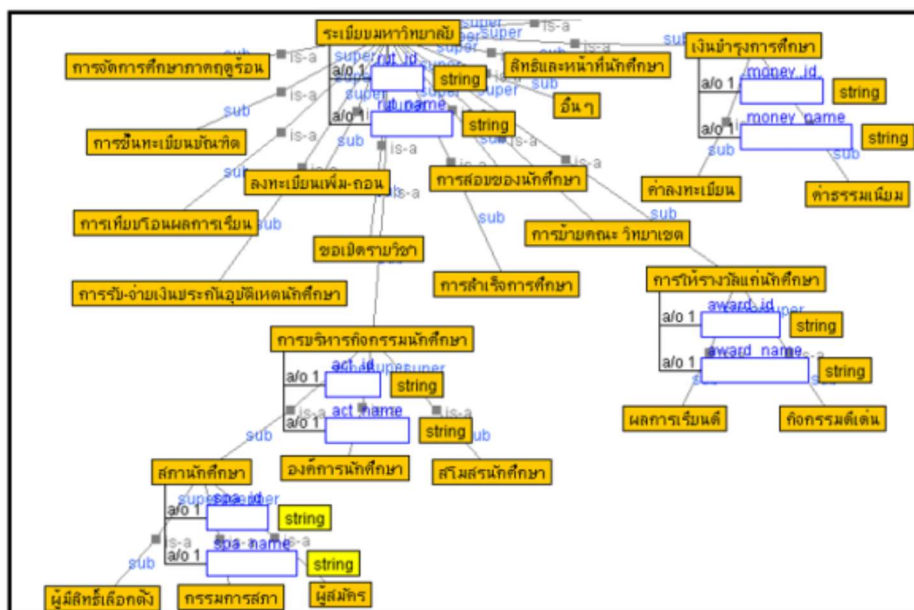 ระเบียบมหาวิทยาลัย
super
super
super
super
is-a
is-a
sub
เงินบำรุงการศึกษา
การจัดการศึกษาภาคฤดูร้อน
สิทธิและหน้าที่นักศึกษา
a/o 1
rut_id
string
a/o 1
money_id
string
อื่นๆ
a/o 1
rut_name
string
a/o 1
money_name
string
การขึ้นทะเบียนบัณฑิต
ลงทะเบียนเพิ่ม-ถอน
การสอบของนักศึกษา
ค่าลงทะเบียน
ค่าธรรมเนียม
การเทียบโอนผลการเรียน
ขอเปิดรายวิชา
การย้ายคณะ วิทยาเขต
การรับ-จ่ายเงินประกันอุบัติเหตุนักศึกษา
การสำเร็จการศึกษา
การให้รางวัลแก่นักศึกษา
a/o 1
award_id
string
การบริหารกิจกรรมนักศึกษา
a/o 1
award_name
string
a/o 1
act_id
string
a/o 1
act_name
string
ผลการเรียนดี
กิจกรรมดีเด่น
สภานักศึกษา
องค์การนักศึกษา
สโมสรนักศึกษา
a/o 1
spa_id
string
a/o 1
spa_name
string
ผู้มีสิทธิ์เลือกตั้ง
กรรมการสภา
ผู้สมัคร